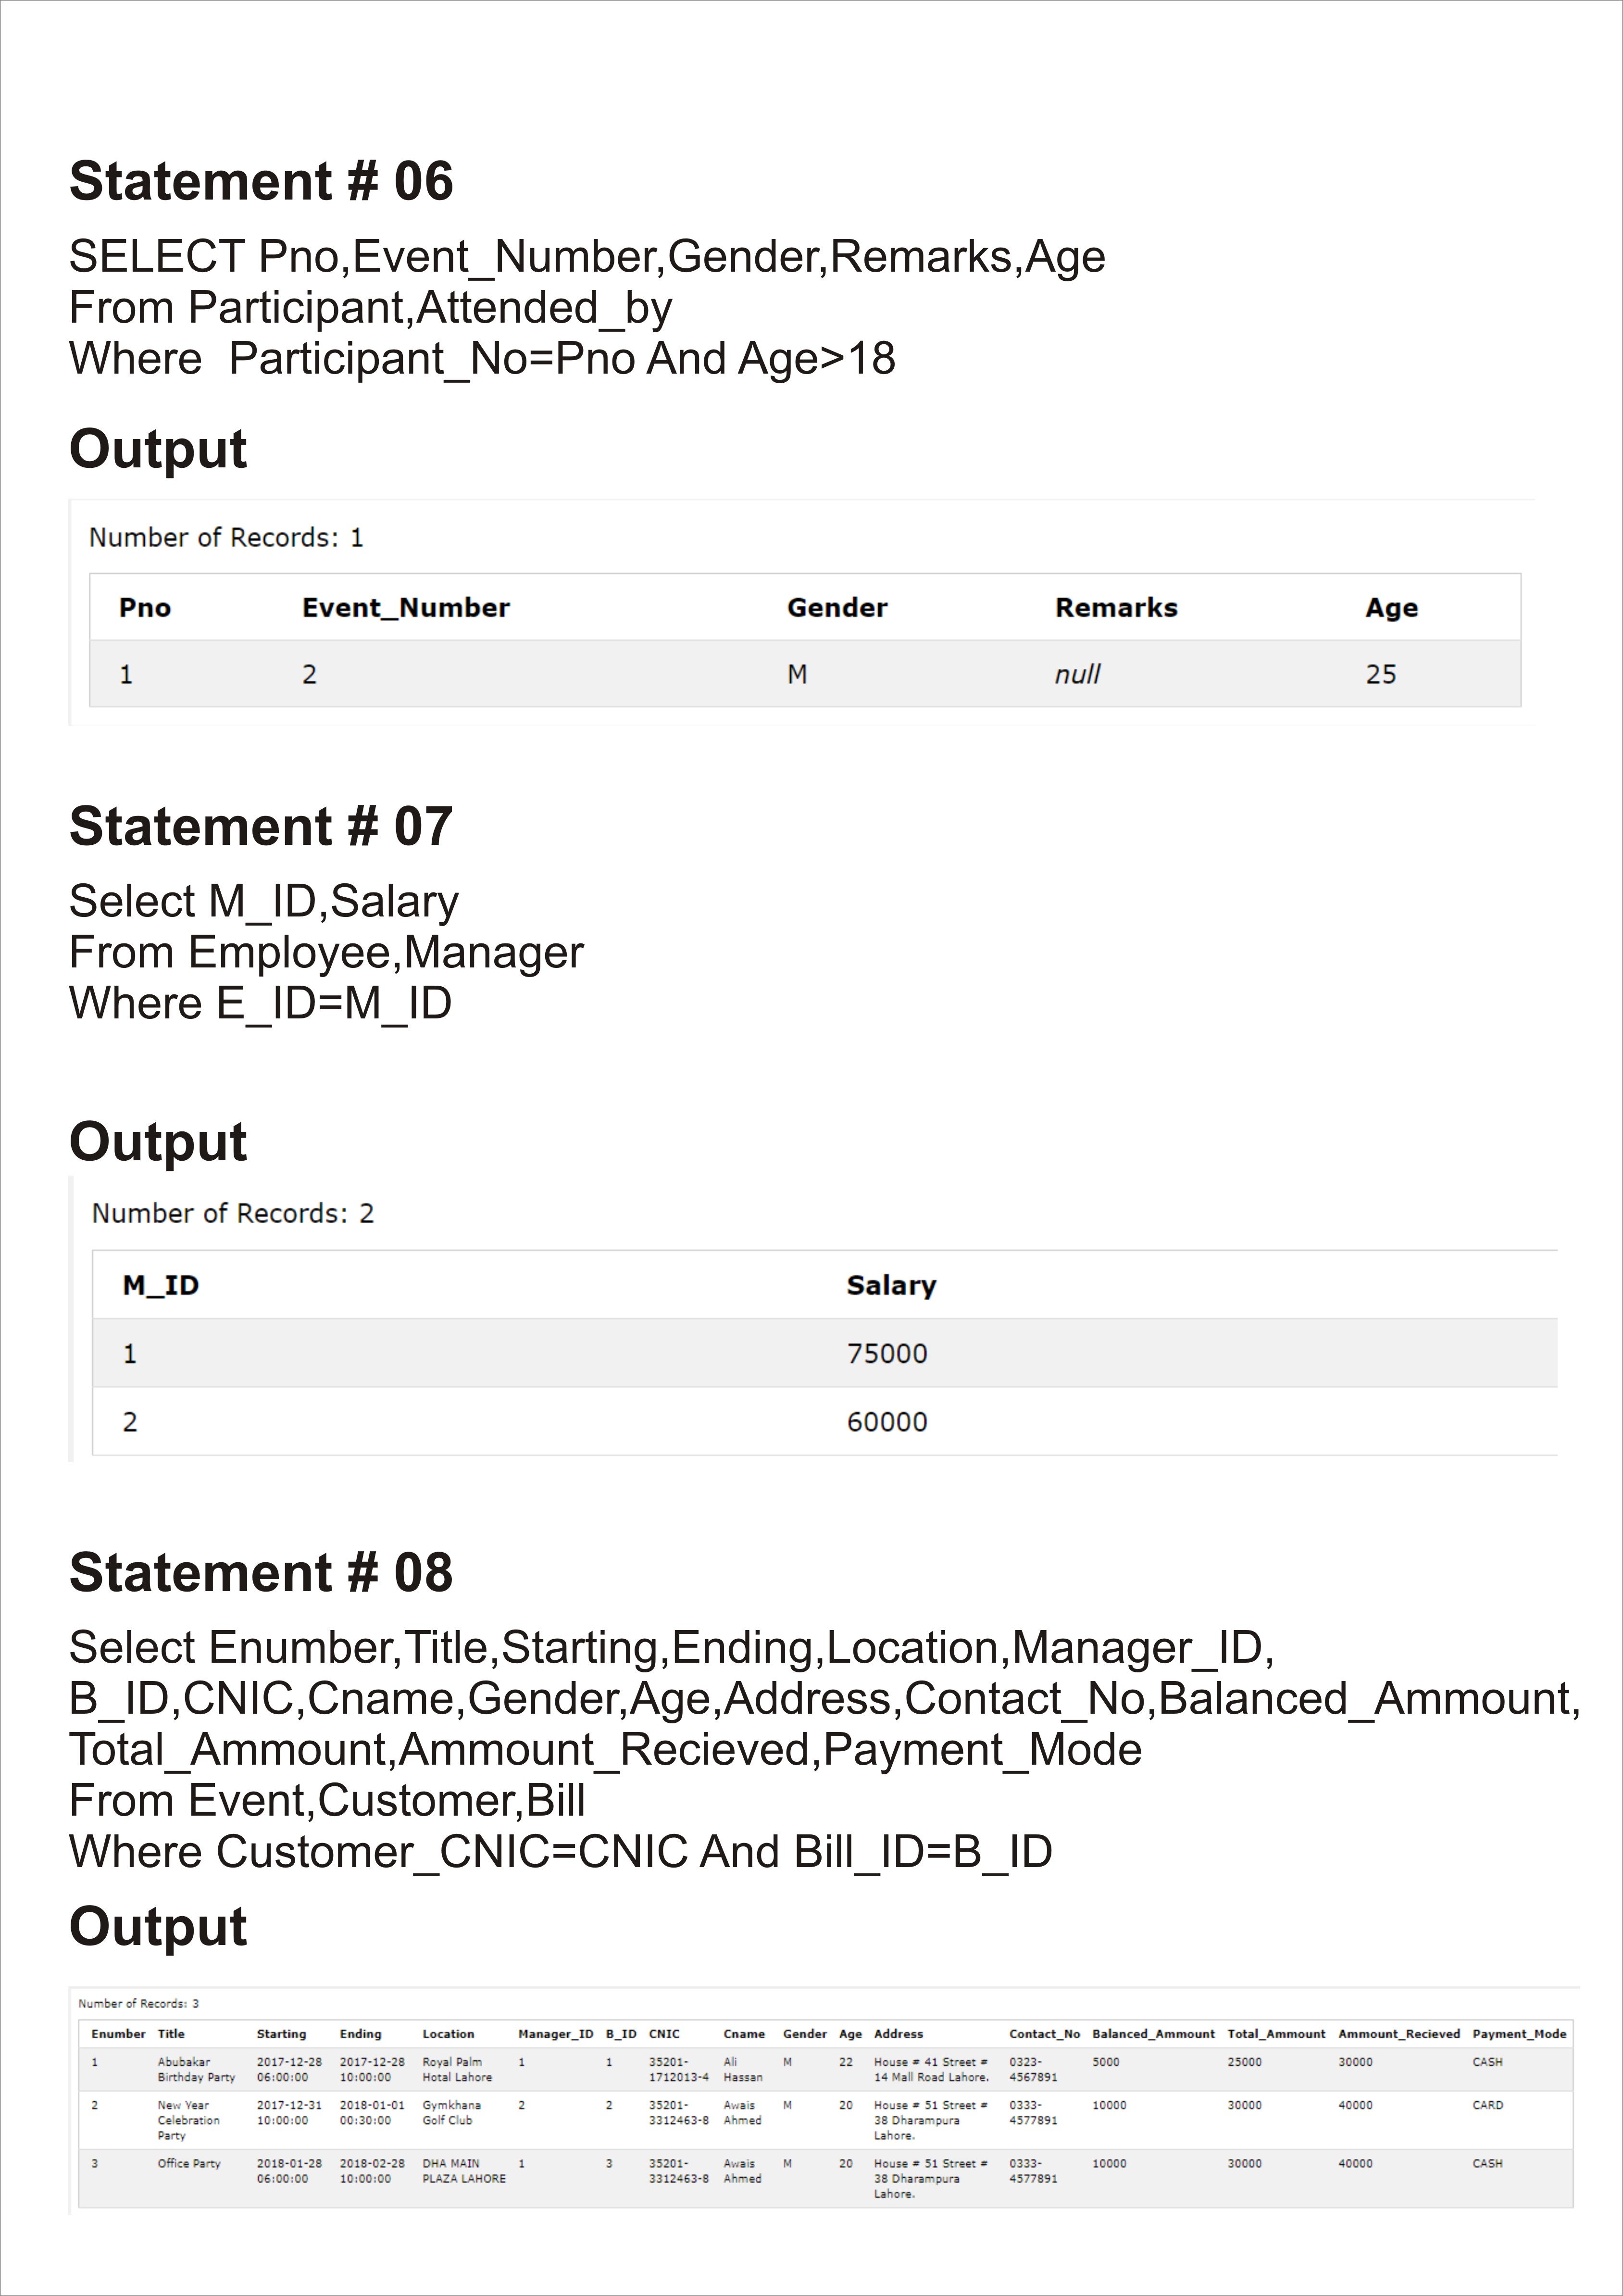 Statement # 06
SELECT Pno,Event_Number,Gender,Remarks,Age
From Participant,Attended_by
Where  Participant_No=Pno And Age>18
Output
Number of Records: 1
Pno Event_Number Gender Remarks Age
1 2 M null 25
Statement # 07
Select M_ID,Salary
From Employee,Manager
Where E_ID=M_ID
Output
Number of Records: 2
M_ID Salary
1 75000
2 60000
Statement # 08
Select Enumber,Title,Starting,Ending,Location,Manager_ID,
B_ID,CNIC,Cname,Gender,Age,Address,Contact_No,Balanced_Ammount,
Total_Ammount,Ammount_Recieved,Payment_Mode
From Event,Customer,Bill
Where Customer_CNIC=CNIC And Bill_ID=B_ID
Output
Number of Records: 3
Enumber Title Starting Ending Location Manager_ID B_ID CNIC Cname Gender Age Address Contact_No Balanced_Ammount Total_Ammount Ammount_Recieved Payment_Mode
1 Abubakar 2017-12-28 2017-12-28 Royal Palm 1 1 35201- Ali M 22 House # 41 Street # 0323- 5000 25000 30000 CASH
Birthday Party 06:00:00 10:00:00 Hotal Lahore 1712013-4 Hassan 14 Mall Road Lahore. 4567891
2 New Year 2017-12-31 2018-01-01 Gymkhana 2 2 35201- Awais M 20 House # 51 Street # 0333- 10000 30000 40000 CARD
Celebration 10:00:00 00:30:00 Golf Club 3312463-8 Ahmed 38 Dharampura 4577891
Party Lahore.
3 Office Party 2018-01-28 2018-02-28 DHA MAIN 1 3 35201- Awais M 20 House # 51 Street # 0333- 10000 30000 40000 CASH
06:00:00 10:00:00 PLAZA LAHORE 3312463-8 Ahmed 38 Dharampura 4577891
Lahore.